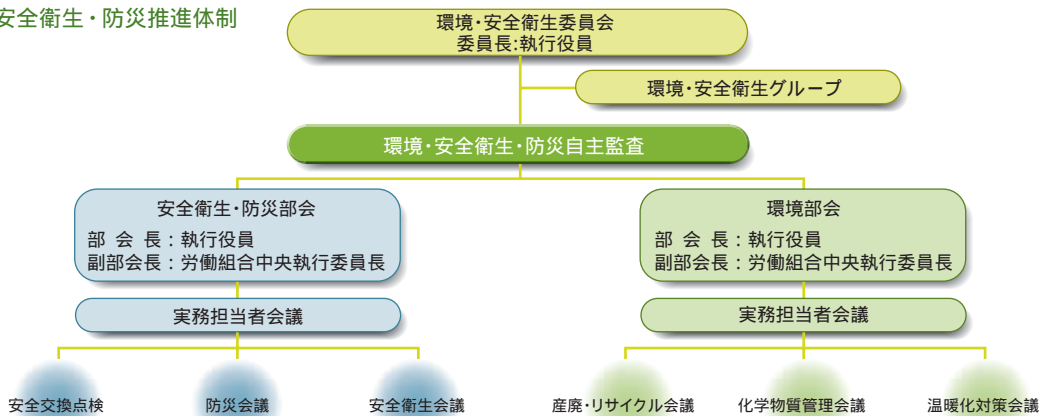 安全衛生・防災推進体制
環境・安全衛生委員会
委員長:執行役員
環境・安全衛生グループ
環境・安全衛生・防災自主監査
安全衛生・防災部会
部 会 長:執行役員
副部会長:労働組合中央執行委員長
環境部会
部 会 長:執行役員
副部会長:労働組合中央執行委員長
実務担当者会議
実務担当者会議
安全交換点検
防災会議
安全衛生会議
産廃・リサイクル会議
化学物質管理会議
温暖化対策会議